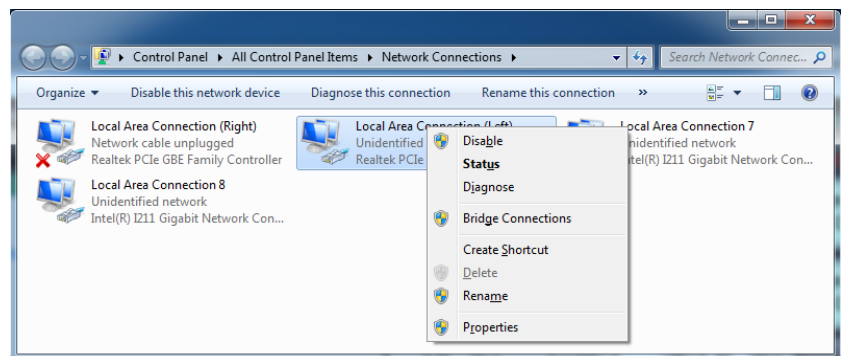 Control Panel ▸ All Control Panel Items ▸ Network Connections ▸
Search Network Connec...
Organize Disable this network device Diagnose this connection Rename this connection »
Local Area Connection (Right)
Network cable unplugged
Realtek PCIe GBE Family Controller
Local Area Connection (Left)
Unidentified
Realtek PCIe
Local Area Connection 7
nidentified network
tel(R) I211 Gigabit Network Con...
Local Area Connection 8
Unidentified network
Intel(R) I211 Gigabit Network Con...
Disable
Status
Diagnose
Bridge Connections
Create Shortcut
Delete
Rename
Properties